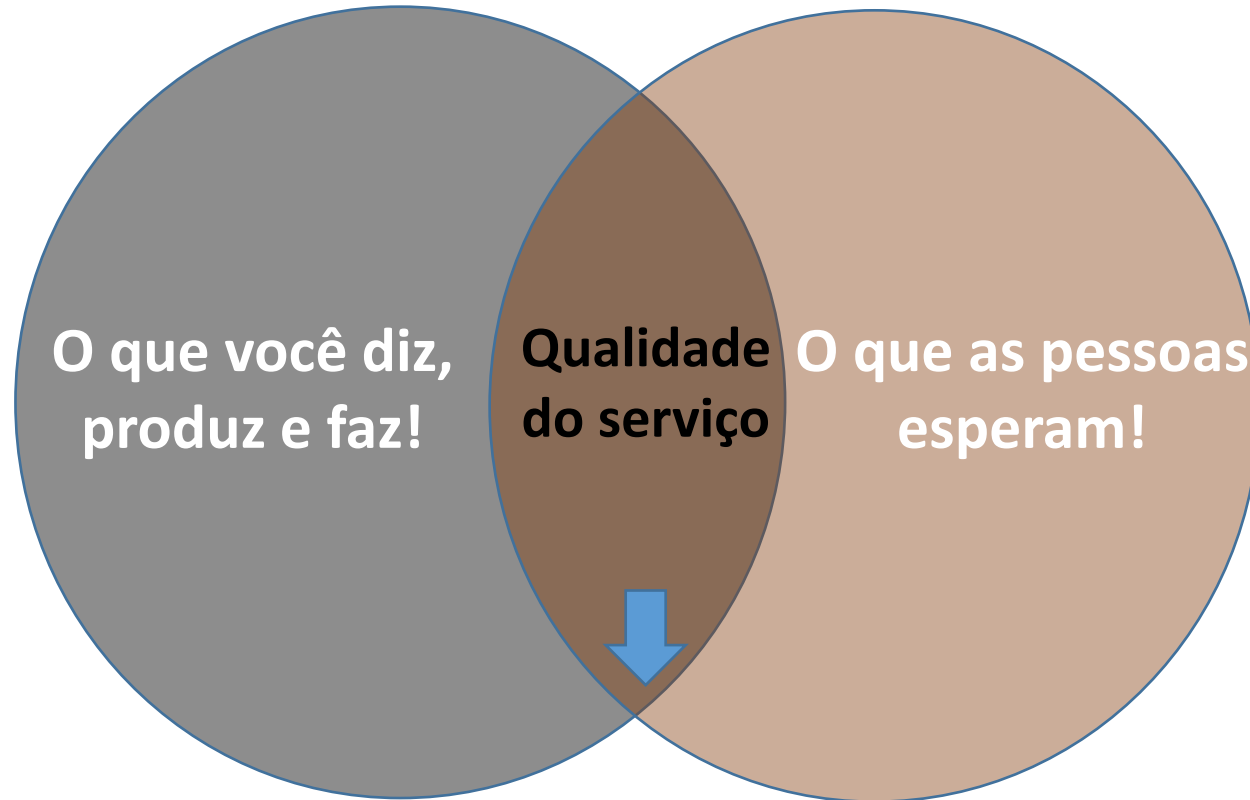 O que você diz,
produz e faz!
Qualidade
do serviço
O que as pessoas
esperam!